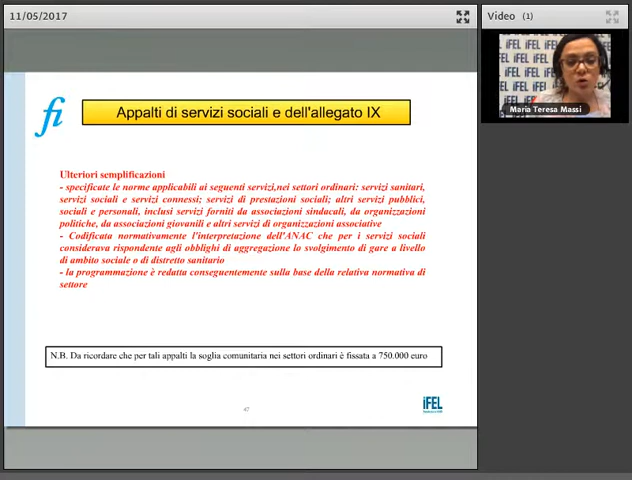 11/05/2017
Video (1)
iFEL iFEL iFEL
Maria Teresa Massi
fi
Appalti di servizi sociali e dell'allegato IX
Ulteriori semplificazioni
- specificate le norme applicabili ai seguenti servizi,nei settori ordinari: servizi sanitari,
servizi sociali e servizi connessi; servizi di prestazioni sociali; altri servizi pubblici,
sociali e personali, inclusi servizi forniti da associazioni sindacali, da organizzazioni
politiche, da associazioni giovanili e altri servizi di organizzazioni associative
- Codificata normativamente l'interpretazione dell'ANAC che per i servizi sociali
considerava rispondente agli obblighi di aggregazione lo svolgimento di gare a livello
di ambito sociale o di distretto sanitario
- la programmazione è redatta conseguentemente sulla base della relativa normativa di
settore
N.B. Da ricordare che per tali appalti la soglia comunitaria nei settori ordinari è fissata a 750.000 euro
47
iFEL